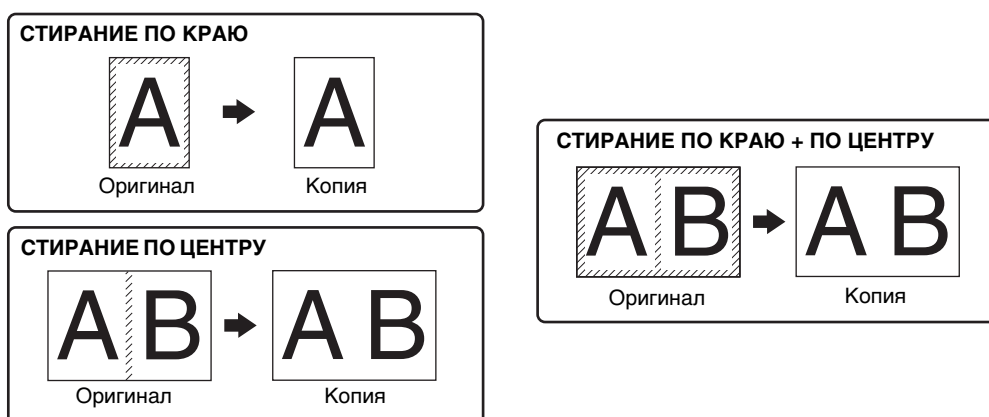 СТИРАНИЕ ПО КРАЮ
A A
Оригинал Копия
СТИРАНИЕ ПО ЦЕНТРУ
A B A B
Оригинал Копия
СТИРАНИЕ ПО КРАЮ + ПО ЦЕНТРУ
A B A B
Оригинал Копия